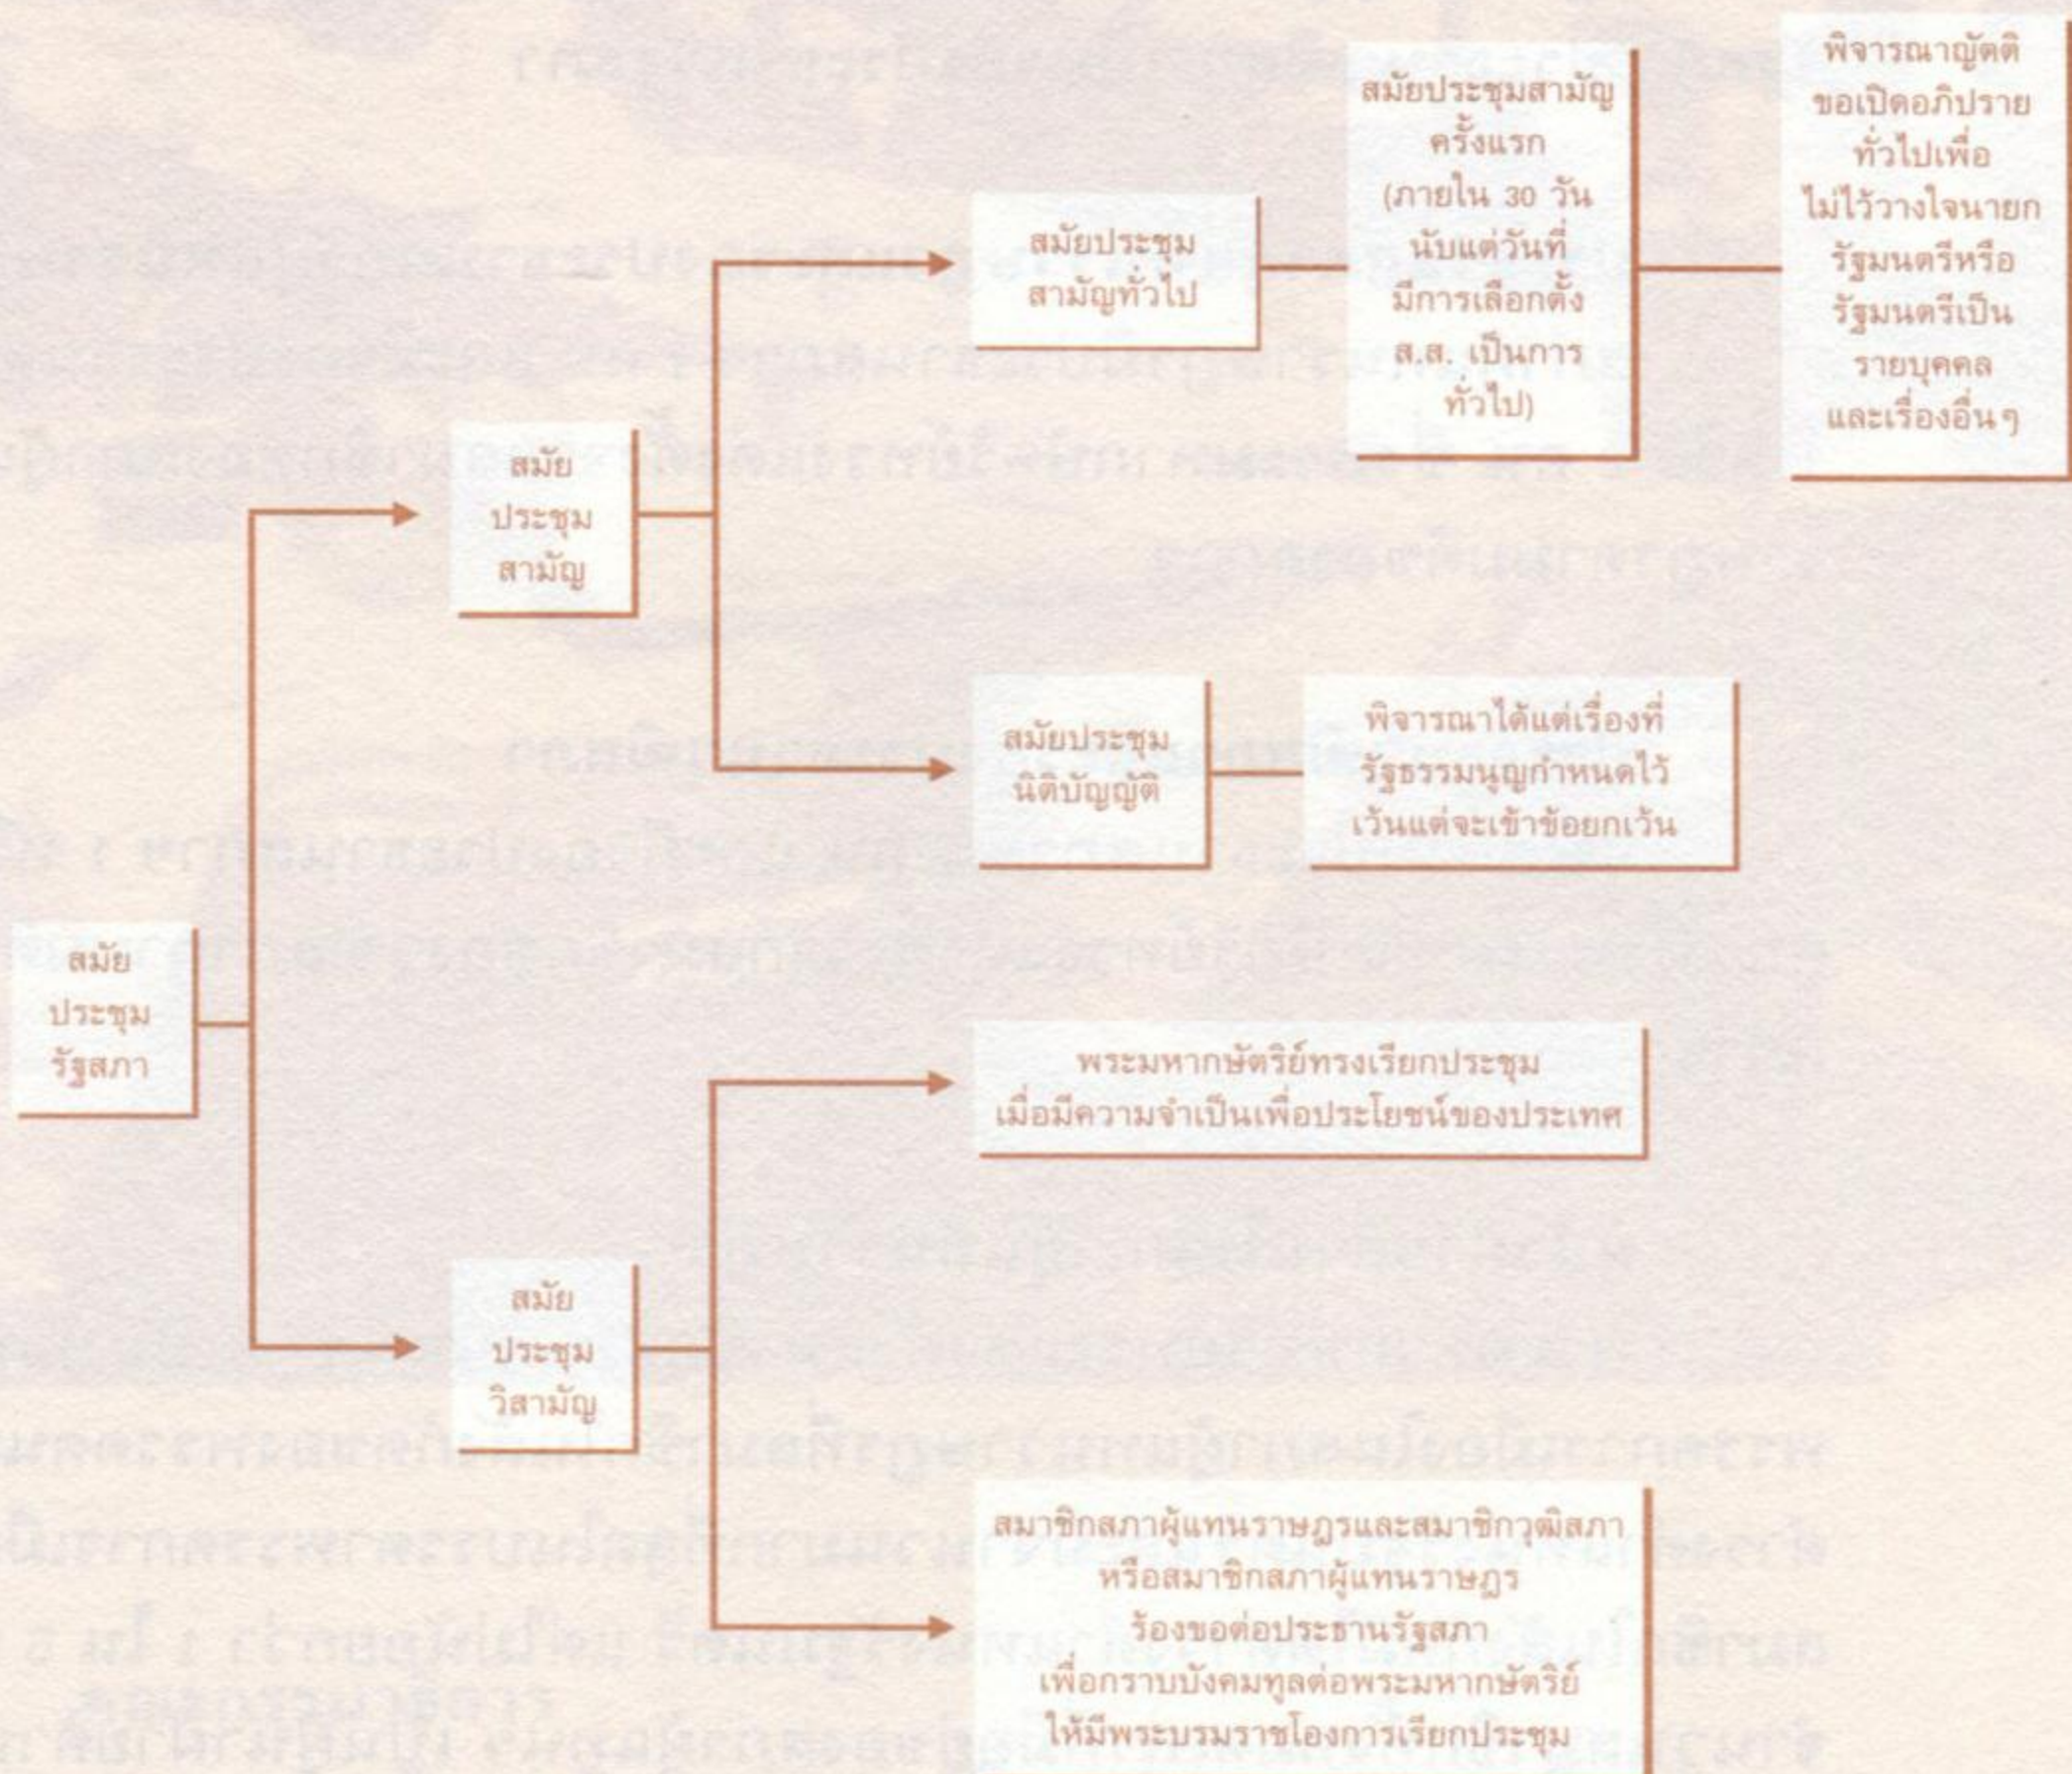 สมัย
ประชุม
รัฐสภา
สมัย
ประชุม
สามัญ
สมัยประชุม
สามัญทั่วไป
สมัยประชุมสามัญ
ครั้งแรก
(ภายใน 30 วัน
นับแต่วันที่
มีการเลือกตั้ง
ส.ส. เป็นการ
ทั่วไป)
พิจารณาญัตติ
ขอเปิดอภิปราย
ทั่วไปเพื่อ
ไม่ไว้วางใจนายก
รัฐมนตรีหรือ
รัฐมนตรีเป็น
รายบุคคล
และเรื่องอื่นๆ
สมัยประชุม
นิติบัญญัติ
พิจารณาได้แต่เรื่องที่
รัฐธรรมนูญกำหนดไว้
เว้นแต่จะเข้าข้อยกเว้น
สมัย
ประชุม
วิสามัญ
พระมหากษัตริย์ทรงเรียกประชุม
เมื่อมีความจำเป็นเพื่อประโยชน์ของประเทศ
สมาชิกสภาผู้แทนราษฎรและสมาชิกวุฒิสภา
หรือสมาชิกสภาผู้แทนราษฎร
ร้องขอต่อประธานรัฐสภา
เพื่อกราบบังคมทูลต่อพระมหากษัตริย์
ให้มีพระบรมราชโองการเรียกประชุม